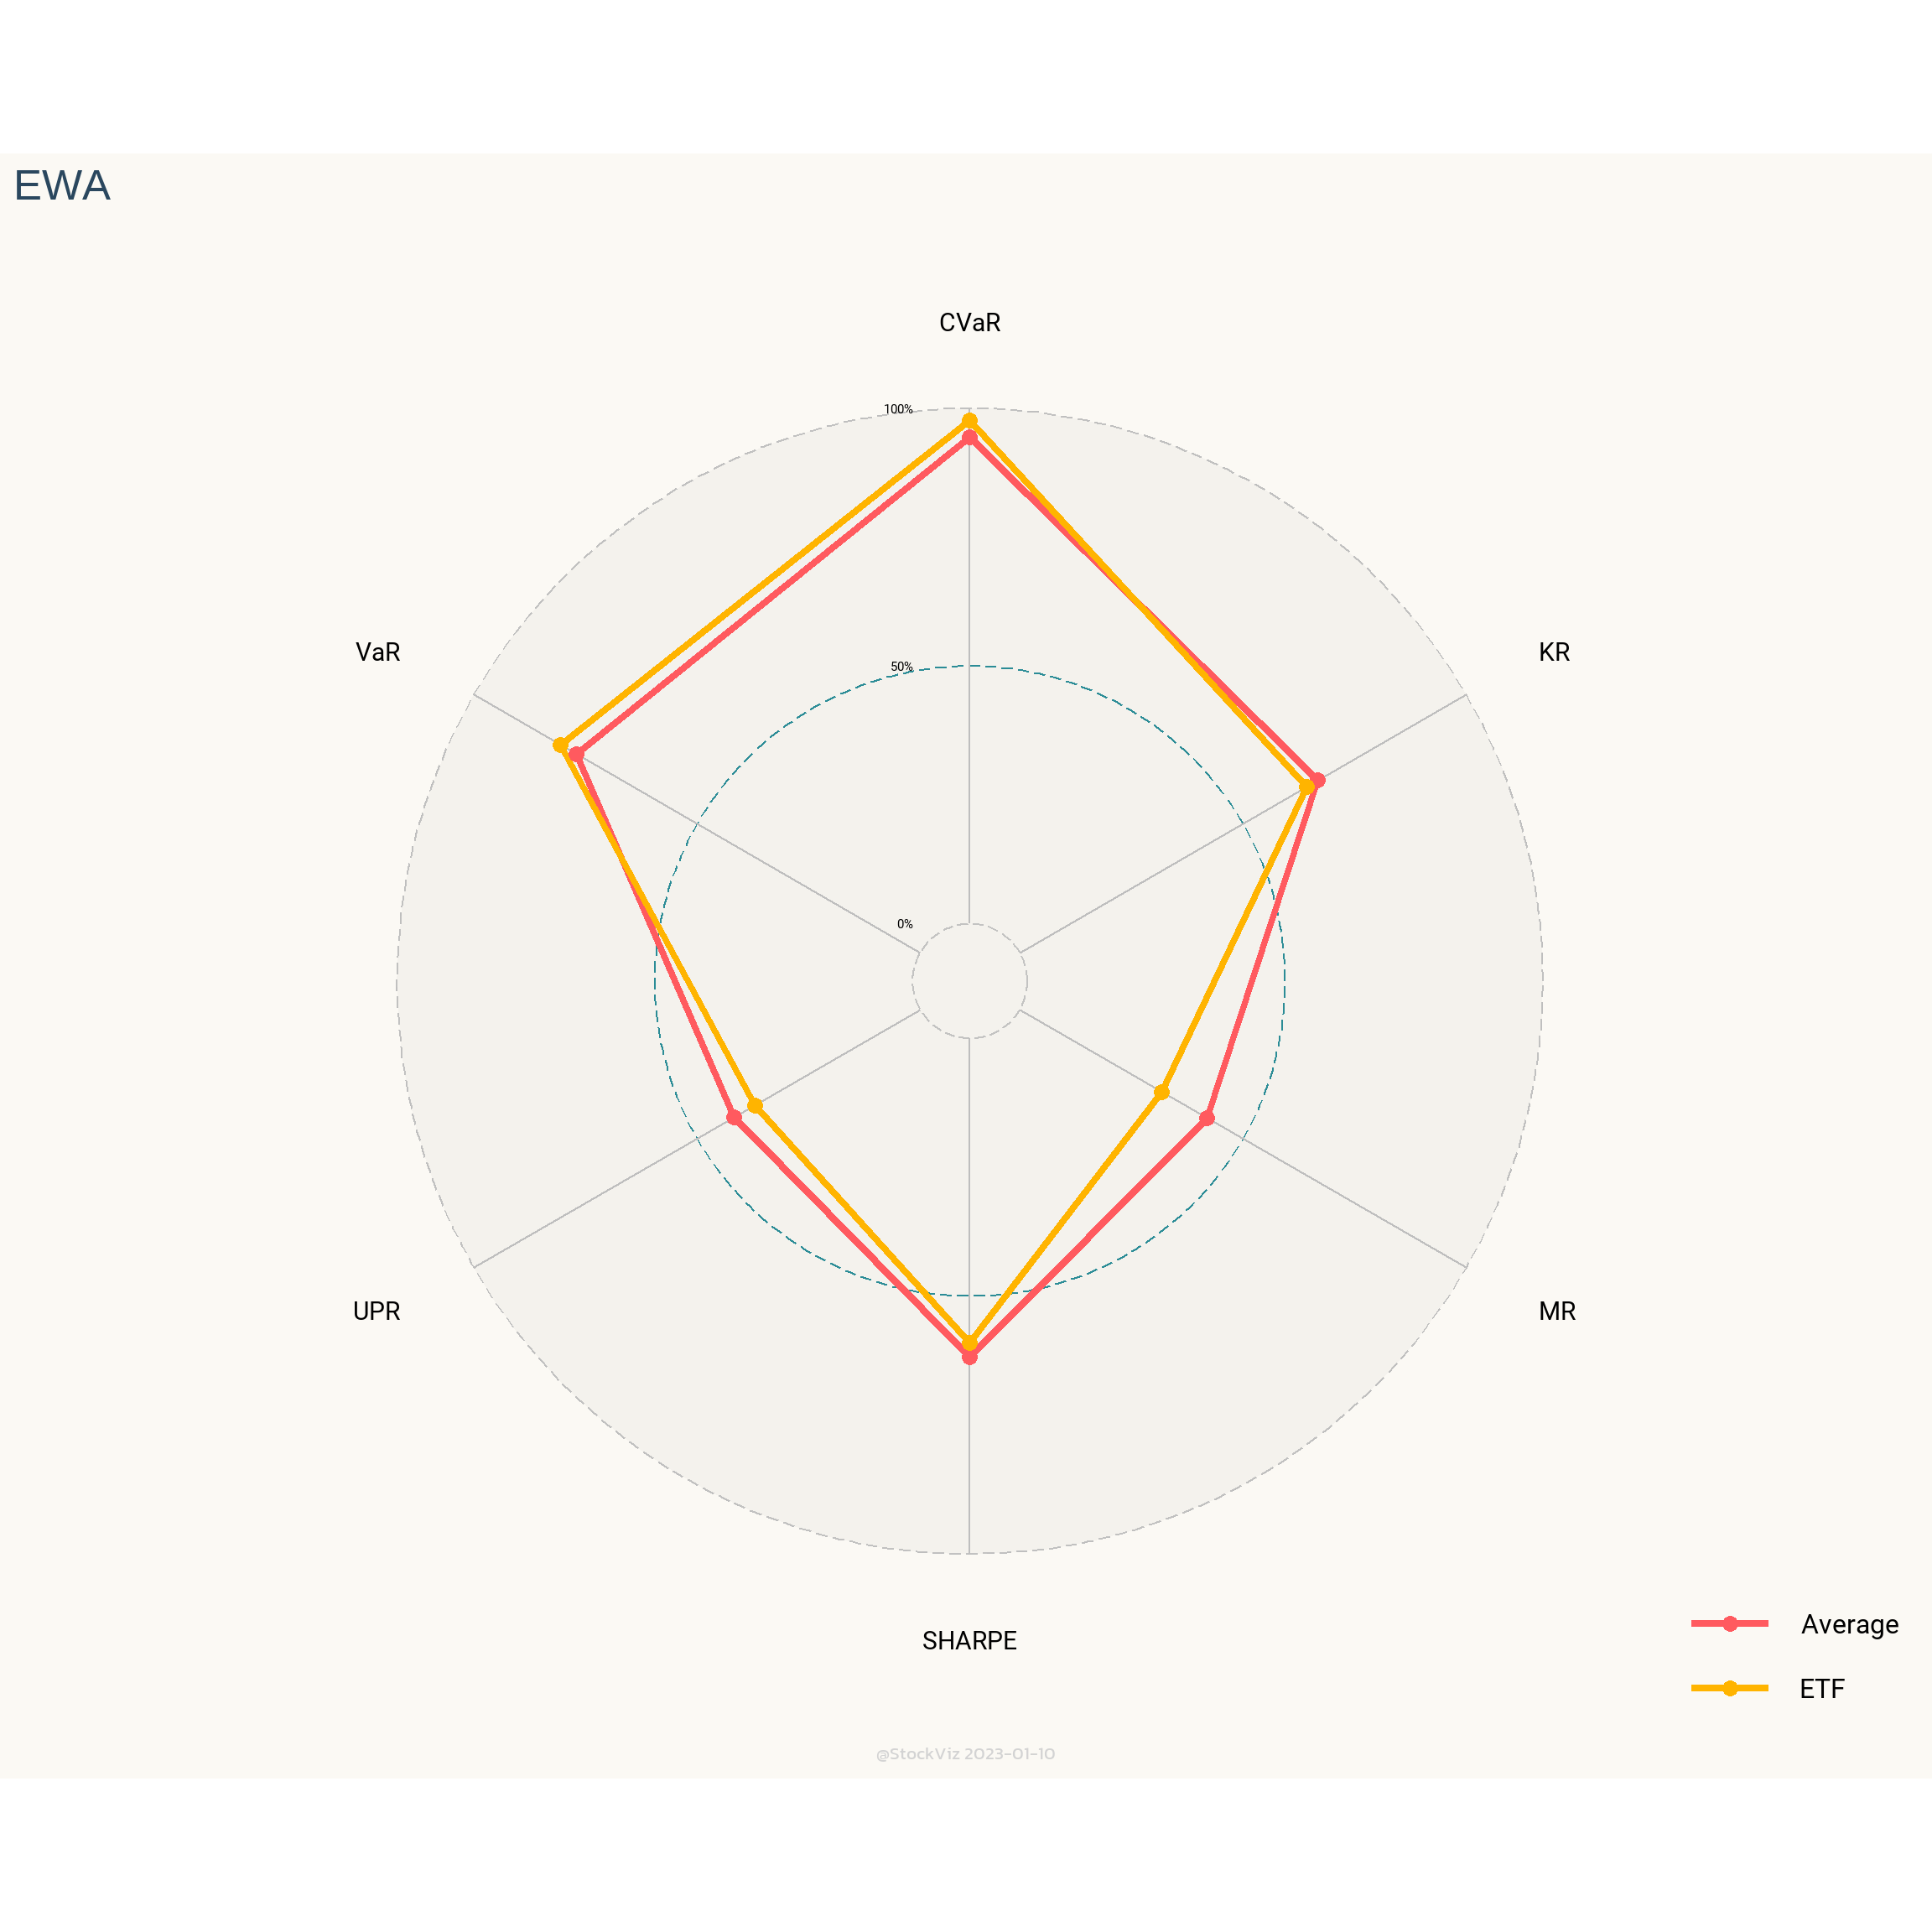 EWA
CVaR
100%
VaR
KR
50%
0%
UPR
MR
SHARPE
Average
ETF
@StockViz 2023-01-10